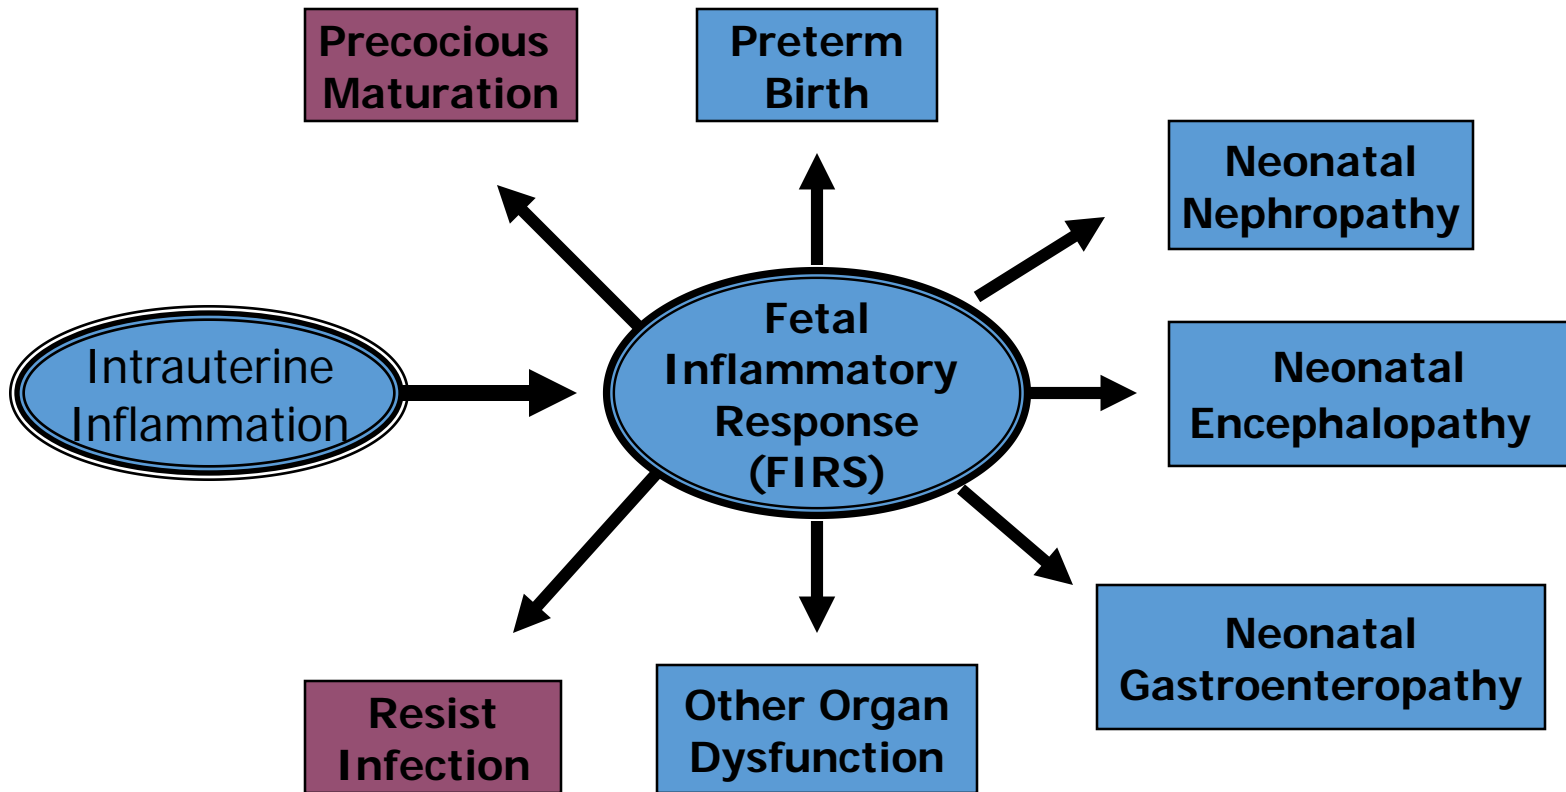 Precocious
Maturation
Preterm
Birth
Neonatal
Nephropathy
Intrauterine
Inflammation
Fetal
Inflammatory
Response
(FIRS)
Neonatal
Encephalopathy
Neonatal
Gastroenteropathy
Resist
Infection
Other Organ
Dysfunction